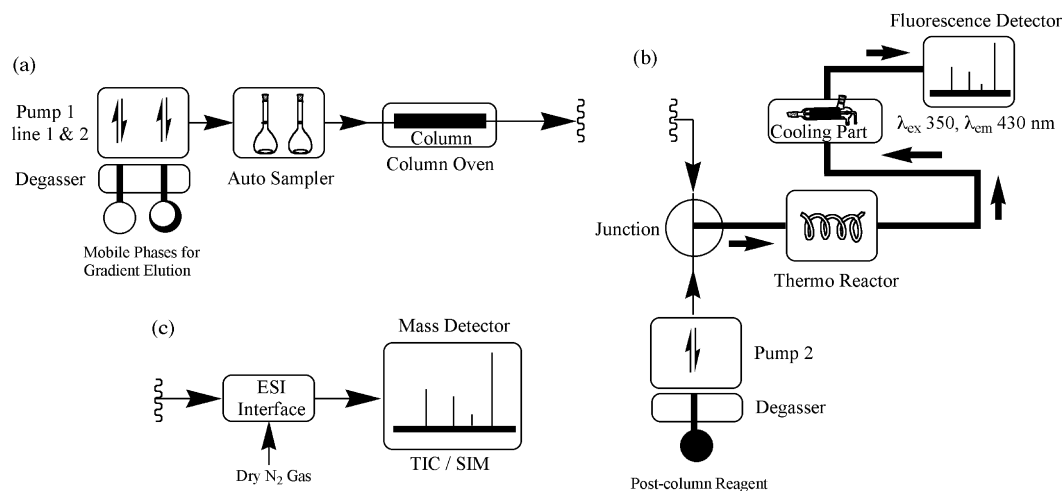 (a)
Pump 1
line 1 & 2
Degasser
Mobile Phases for
Gradient Elution
Auto Sampler
Column
Column Oven
(b)
Fluorescence Detector
Cooling Part
λex 350, λem 430 nm
Junction
Thermo Reactor
Pump 2
Degasser
Post-column Reagent
(c)
Mass Detector
ESI
Interface
Dry N2 Gas
TIC / SIM